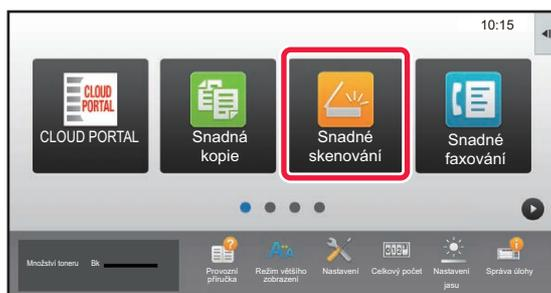 10:15
CLOUD
PORTAL
CLOUD PORTAL
Snadná
kopie
Snadné
skenování
Snadné
faxování
Množství toneru Bk
Provozní
příručka
Režim většího
zobrazení
Nastavení
Celkový počet
Nastavení
jasu
Správa úlohy